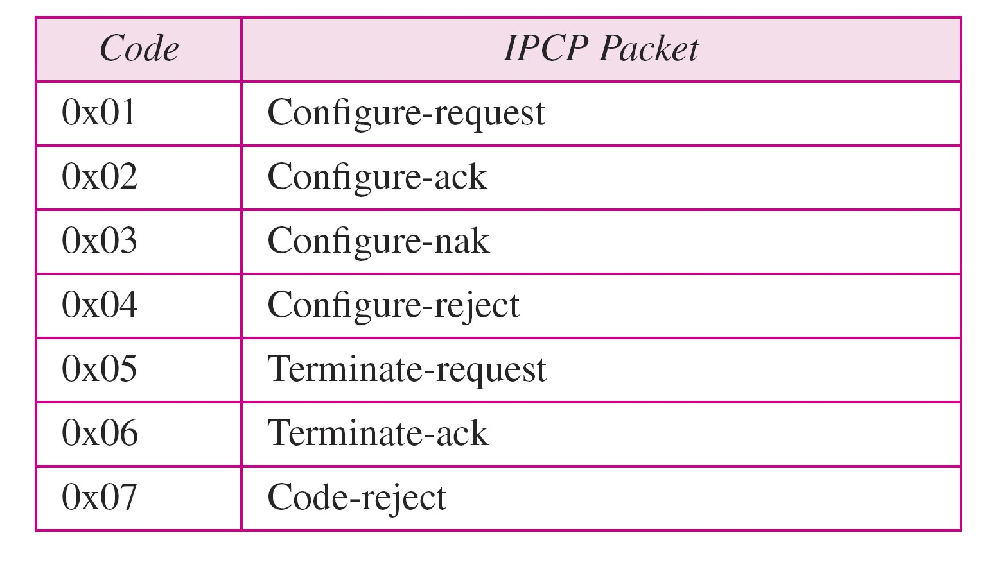 Code IPCP Packet
0x01 Configure-request
0x02 Configure-ack
0x03 Configure-nak
0x04 Configure-reject
0x05 Terminate-request
0x06 Terminate-ack
0x07 Code-reject